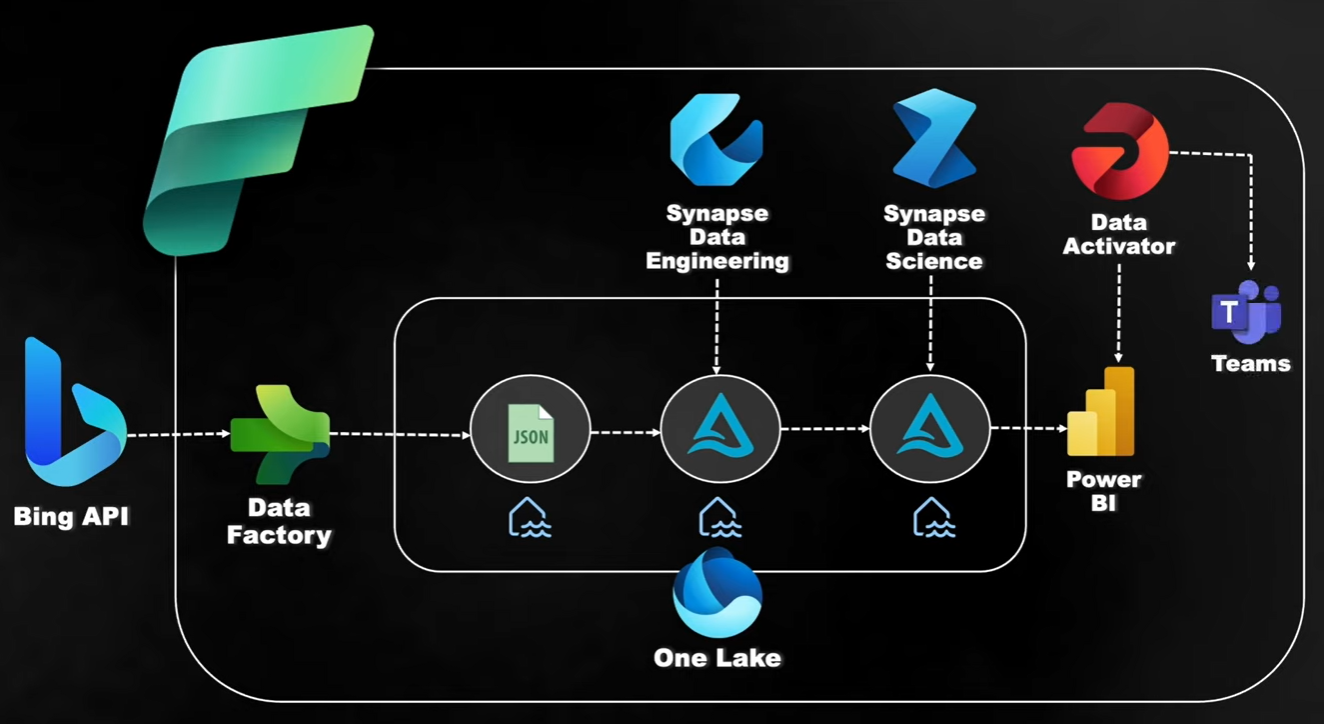 Synapse
Data
Engineering
Synapse
Data
Science
Data
Activator
T
Teams
JSON
Bing API
Data
Factory
Power
BI
One Lake